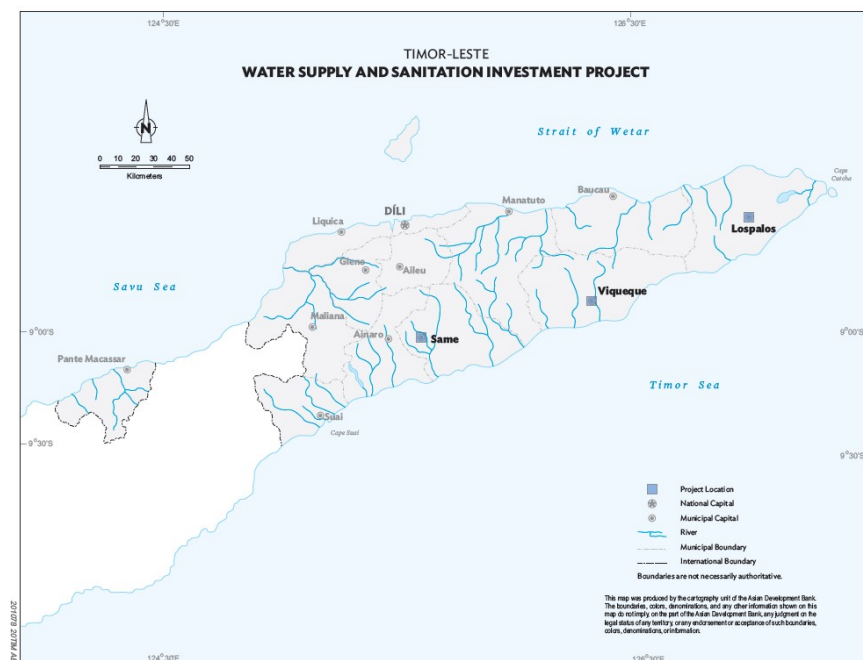 124°30'E
126°30'E
TIMOR-LESTE
WATER SUPPLY AND SANITATION INVESTMENT PROJECT
N
0 10 20 30 40 50
Kilometers
Strait of Wetar
Baucau
Manatuto
DÍLI
Liquica
Lospalos
Gleno
Aileu
Savu Sea
Viqueque
Maliana
9°00'S
9°00'S
Ainaro
Same
Pante Macassar
Timor Sea
Suai
Cape Suai
9°30'S
9°30'S
Project Location
National Capital
Municipal Capital
River
Municipal Boundary
International Boundary
Boundaries are not necessarily authoritative.
This map was produced by the cartography unit of the Asian Development Bank.
The boundaries, colors, denominations, and any other information shown on this
map do not imply, on the part of the Asian Development Bank, any judgment on the
legal status of any territory, or any endorsement or acceptance of such boundaries,
colors, denominations, or information.
124°30'E
126°30'E